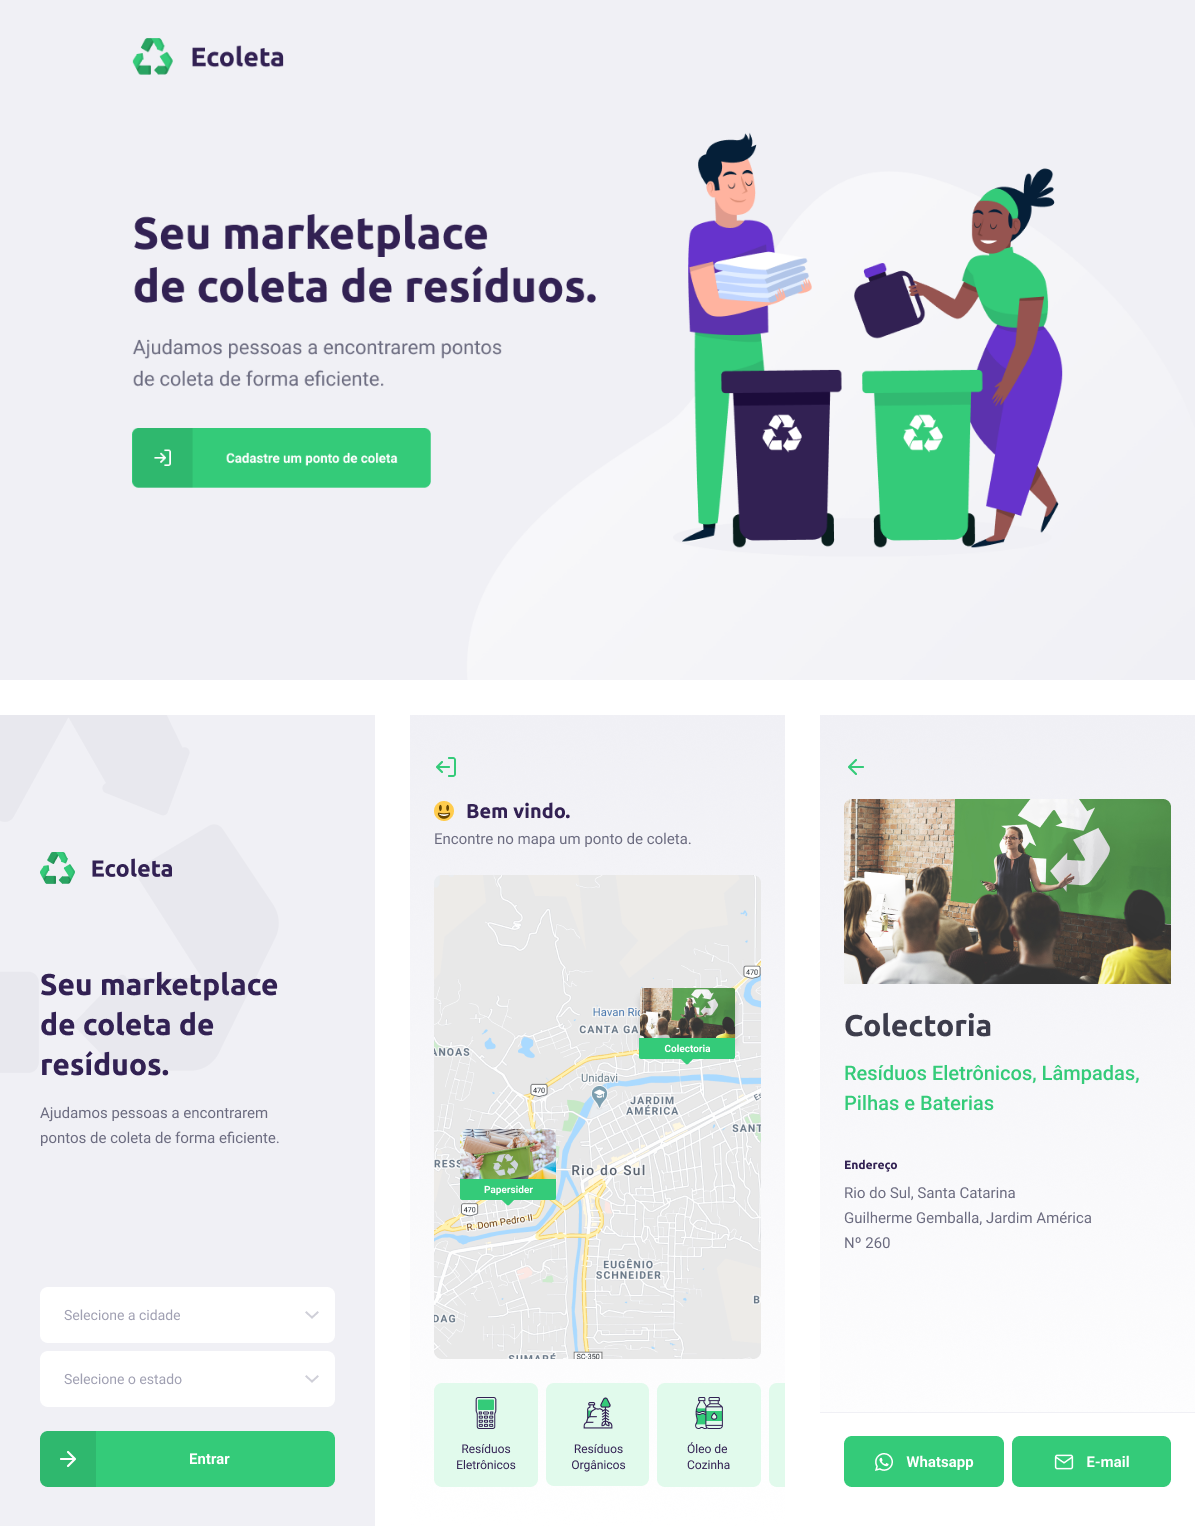 Ecoleta
Seu marketplace
de coleta de resíduos.
Ajudamos pessoas a encontrarem pontos
de coleta de forma eficiente.
Cadastre um ponto de coleta
Ecoleta
Seu marketplace
de coleta de
resíduos.
Ajudamos pessoas a encontrarem
pontos de coleta de forma eficiente.
Selecione a cidade
Selecione o estado
Entrar
Bem vindo.
Encontre no mapa um ponto de coleta.
470
Havan Rio
CANTA GA
Colectoria
ANOAS
Unidavi
470
JARDIM
AMÉRICA
SANT
RESS
Rio do Sul
Papersider
470
R. Dom Pedro II
EUGÊNIO
SCHNEIDER
B
DAG
SUMARÉ
SC-350
Resíduos
Eletrônicos
Resíduos
Orgânicos
Óleo de
Cozinha
Colectoria
Resíduos Eletrônicos, Lâmpadas,
Pilhas e Baterias
Endereço
Rio do Sul, Santa Catarina
Guilherme Gemballa, Jardim América
Nº 260
Whatsapp
E-mail